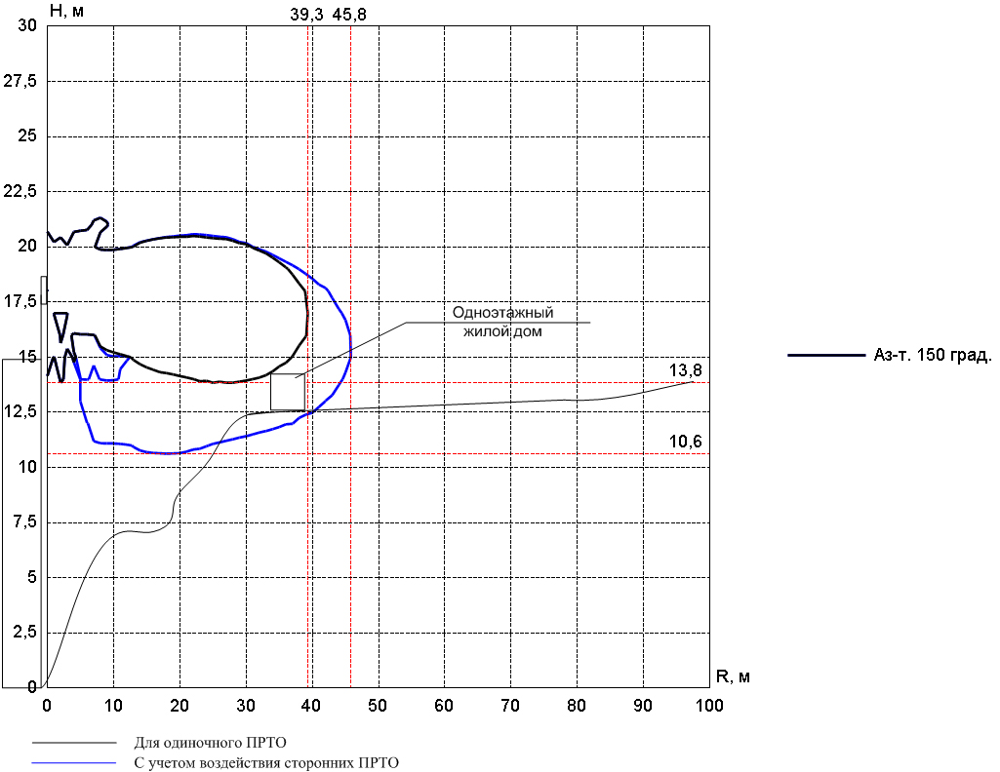 H, м
39,3 45,8
30
27,5
25
22,5
20
17,5
Одноэтажный
жилой дом
15
Аз-т. 150 град.
13,8
12,5
10,6
10
7,5
5
2,5
0
R, м
0 10 20 30 40 50 60 70 80 90 100
Для одиночного ПРТО
С учетом воздействия сторонних ПРТО